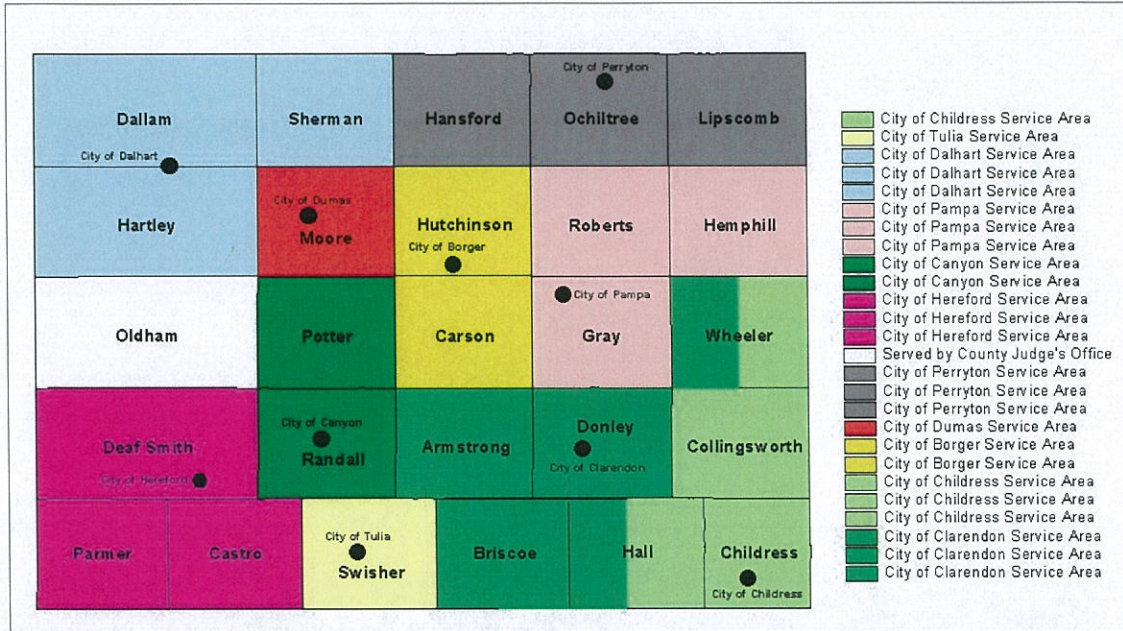 City of Perryton
Dallam
Sherman
Hansford
Ochiltree
Lipscomb
City of Dalhart
Hartley
City of Dumas
Moore
Hutchinson
City of Borger
Roberts
Hemphill
Oldham
Potter
Carson
City of Pampa
Gray
Wheeler
Deaf Smith
City of Hereford
City of Canyon
Randall
Armstrong
Donley
City of Clarendon
Collingsworth
Parmer
Castro
City of Tulia
Swisher
Briscoe
Hall
Childress
City of Childress
City of Childress Service Area
City of Tulia Service Area
City of Dalhart Service Area
City of Dalhart Service Area
City of Dalhart Service Area
City of Pampa Service Area
City of Pampa Service Area
City of Pampa Service Area
City of Canyon Service Area
City of Canyon Service Area
City of Hereford Service Area
City of Hereford Service Area
City of Hereford Service Area
Served by County Judge's Office
City of Perryton Service Area
City of Perryton Service Area
City of Perryton Service Area
City of Dumas Service Area
City of Borger Service Area
City of Borger Service Area
City of Childress Service Area
City of Childress Service Area
City of Childress Service Area
City of Clarendon Service Area
City of Clarendon Service Area
City of Clarendon Service Area